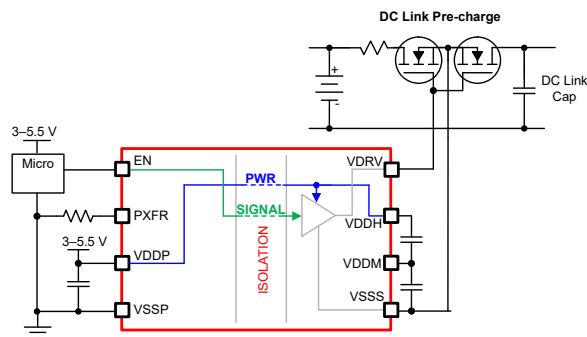 DC Link Pre-charge
+
-
DC Link
Cap
3–5.5 V
Micro
EN
VDRV
PWR
SIGNAL
PXFR
VDDH
3–5.5 V
VDDP
ISOLATION
VDDM
VSSP
VSSS